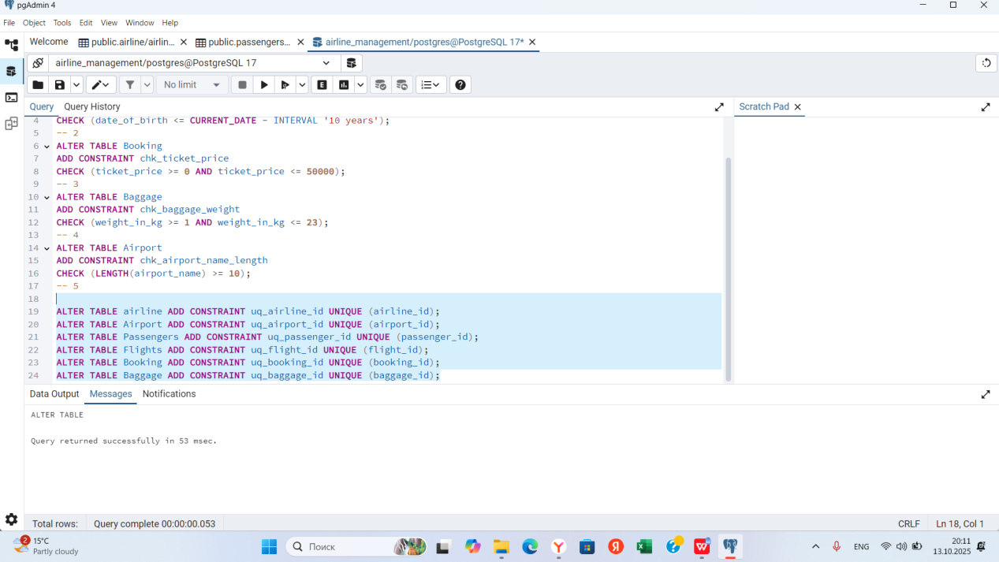 pgAdmin 4
File Object Tools Edit View Window Help
Welcome public.airline/airlin... public.passengers... airline_management/postgres@PostgreSQL 17*
airline_management/postgres@PostgreSQL 17
No limit E
Query Query History Scratch Pad
4 CHECK (date_of_birth <= CURRENT_DATE - INTERVAL '10 years');
5 -- 2
6 ALTER TABLE Booking
7 ADD CONSTRAINT chk_ticket_price
8 CHECK (ticket_price >= 0 AND ticket_price <= 50000);
9 -- 3
10 ALTER TABLE Baggage
11 ADD CONSTRAINT chk_baggage_weight
12 CHECK (weight_in_kg >= 1 AND weight_in_kg <= 23);
13 -- 4
14 ALTER TABLE Airport
15 ADD CONSTRAINT chk_airport_name_length
16 CHECK (LENGTH(airport_name) >= 10);
17 -- 5
18
19 ALTER TABLE airline ADD CONSTRAINT uq_airline_id UNIQUE (airline_id);
20 ALTER TABLE Airport ADD CONSTRAINT uq_airport_id UNIQUE (airport_id);
21 ALTER TABLE Passengers ADD CONSTRAINT uq_passenger_id UNIQUE (passenger_id);
22 ALTER TABLE Flights ADD CONSTRAINT uq_flight_id UNIQUE (flight_id);
23 ALTER TABLE Booking ADD CONSTRAINT uq_booking_id UNIQUE (booking_id);
24 ALTER TABLE Baggage ADD CONSTRAINT uq_baggage_id UNIQUE (baggage_id);
Data Output Messages Notifications
ALTER TABLE
Query returned successfully in 53 msec.
Total rows: Query complete 00:00:00.053 CRLF Ln 18, Col 1
2 15°C
Partly cloudy
Поиск
ENG
20:11
13.10.2025